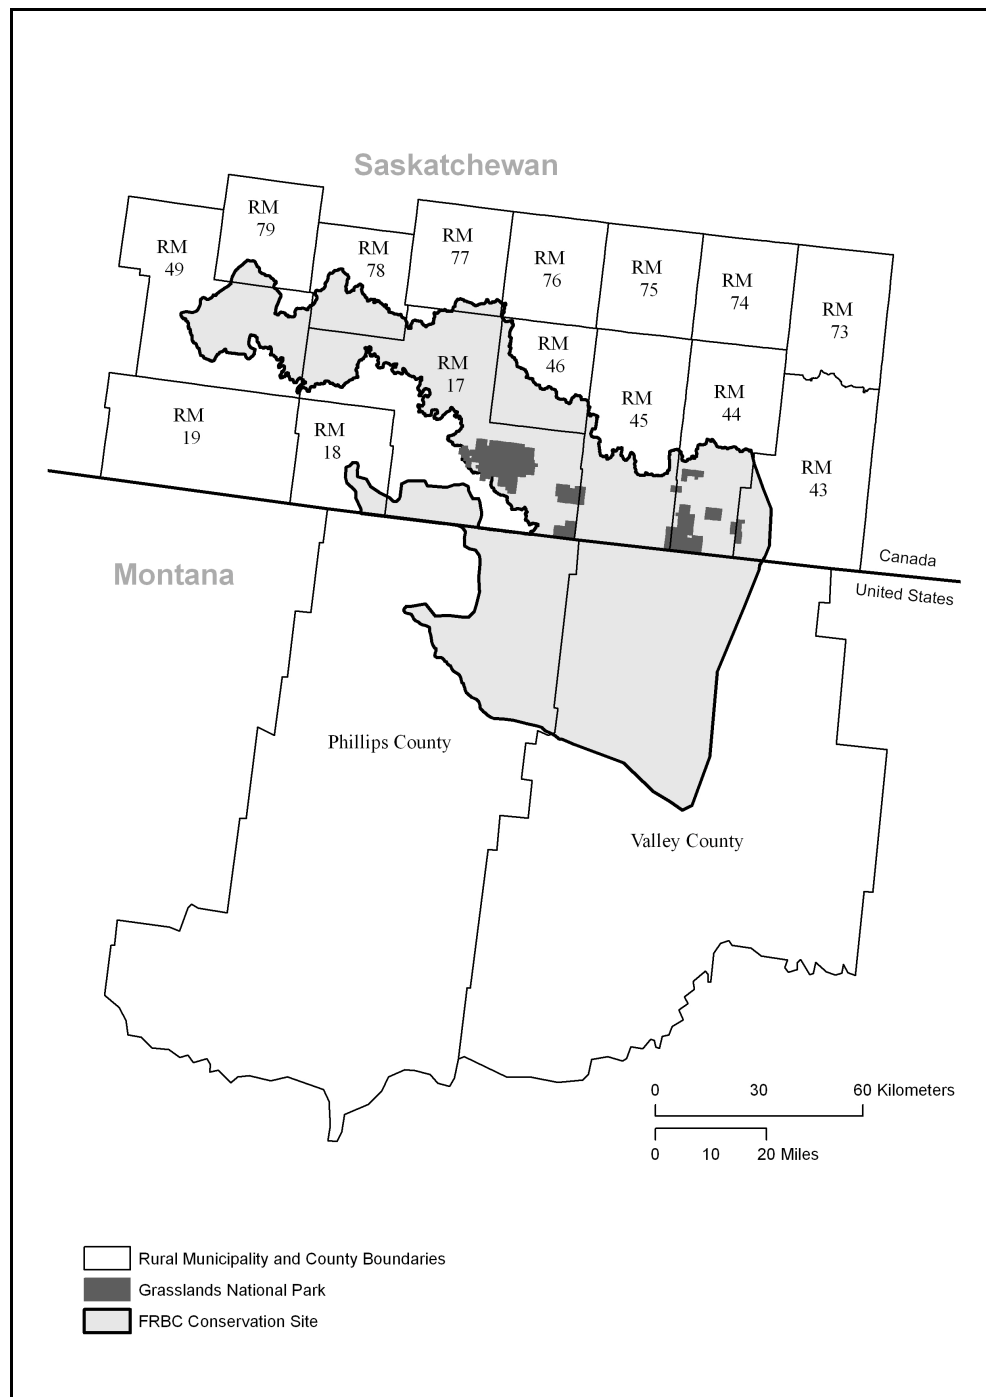 Saskatchewan
RM
79
RM
49
RM
78
RM
77
RM
76
RM
75
RM
74
RM
73
RM
46
RM
17
RM
45
RM
44
RM
19
RM
18
RM
43
Canada
United States
Montana
Phillips County
Valley County
0 30 60 Kilometers
0 10 20 Miles
Rural Municipality and County Boundaries
Grasslands National Park
FRBC Conservation Site